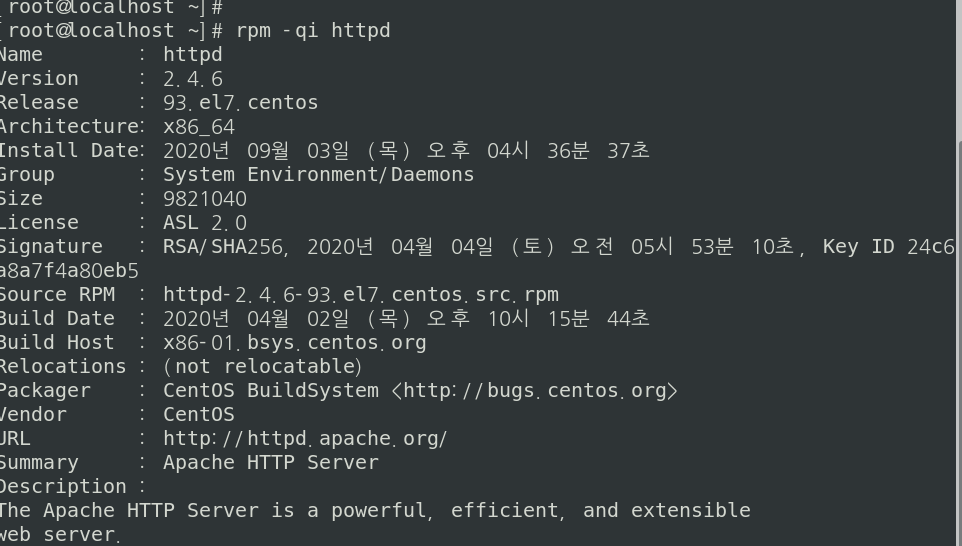 [root@localhost ~]#
[root@localhost ~]# rpm -qi httpd
Name        : httpd
Version     : 2.4.6
Release     : 93.el7.centos
Architecture: x86_64
Install Date: 2020년 09월 03일 (목) 오후 04시 36분 37초
Group       : System Environment/Daemons
Size        : 9821040
License     : ASL 2.0
Signature   : RSA/SHA256, 2020년 04월 04일 (토) 오전 05시 53분 10초, Key ID 24c6
a8a7f4a80eb5
Source RPM  : httpd-2.4.6-93.el7.centos.src.rpm
Build Date  : 2020년 04월 02일 (목) 오후 10시 15분 44초
Build Host  : x86-01.bsys.centos.org
Relocations : (not relocatable)
Packager    : CentOS BuildSystem <http://bugs.centos.org>
Vendor      : CentOS
URL         : http://httpd.apache.org/
Summary     : Apache HTTP Server
Description :
The Apache HTTP Server is a powerful, efficient, and extensible
web server.